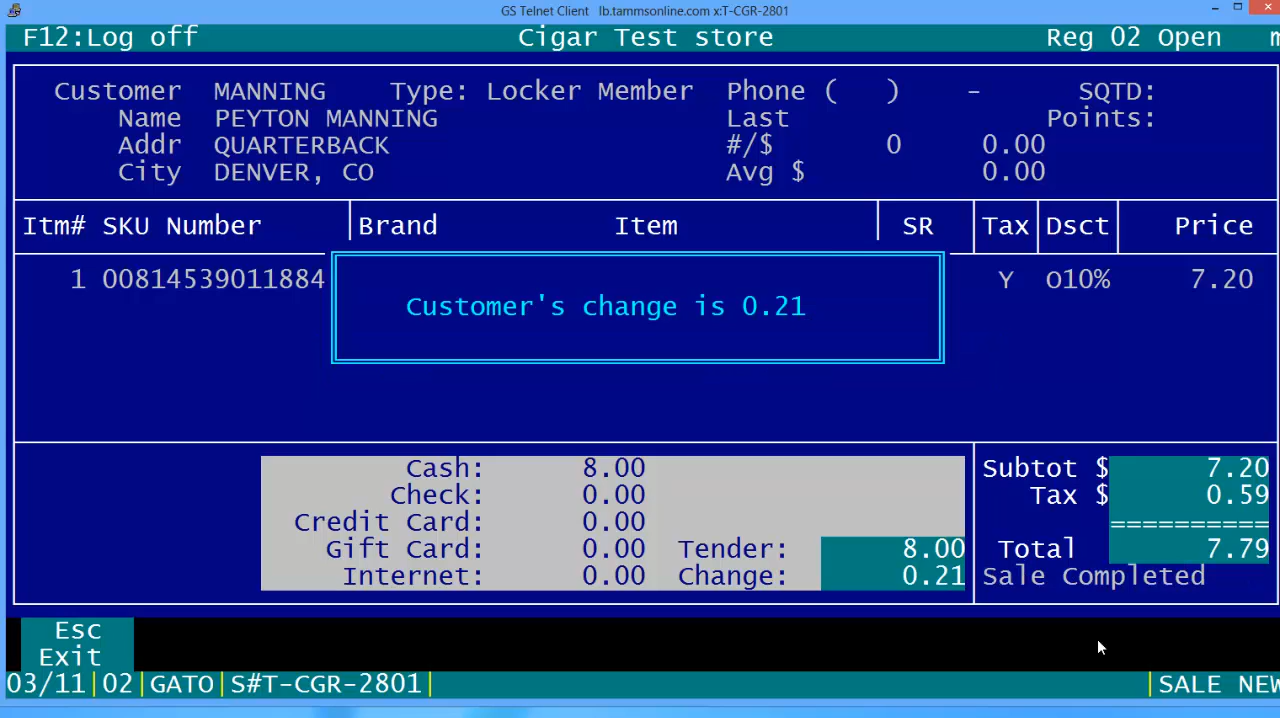 GS Telnet Client lb.tammsonline.com x:T-CGR-2801
F12:Log off Cigar Test store Reg 02 Open
Customer MANNING Type: Locker Member Phone ( ) - SQTD:
Name PEYTON MANNING Last Points:
Addr QUARTERBACK #/$ 0 0.00
City DENVER, CO Avg $ 0.00
Itm# SKU Number Brand Item SR Tax Dsct Price
1 00814539011884 Y O10% 7.20
Customer's change is 0.21
Cash: 8.00 Subtot $ 7.20
Check: 0.00 Tax $ 0.59
Credit Card: 0.00 ==========
Gift Card: 0.00 Tender: 8.00 Total 7.79
Internet: 0.00 Change: 0.21 Sale Completed
Esc
Exit
03/11|02|GATO|S#T-CGR-2801| |SALE NEW